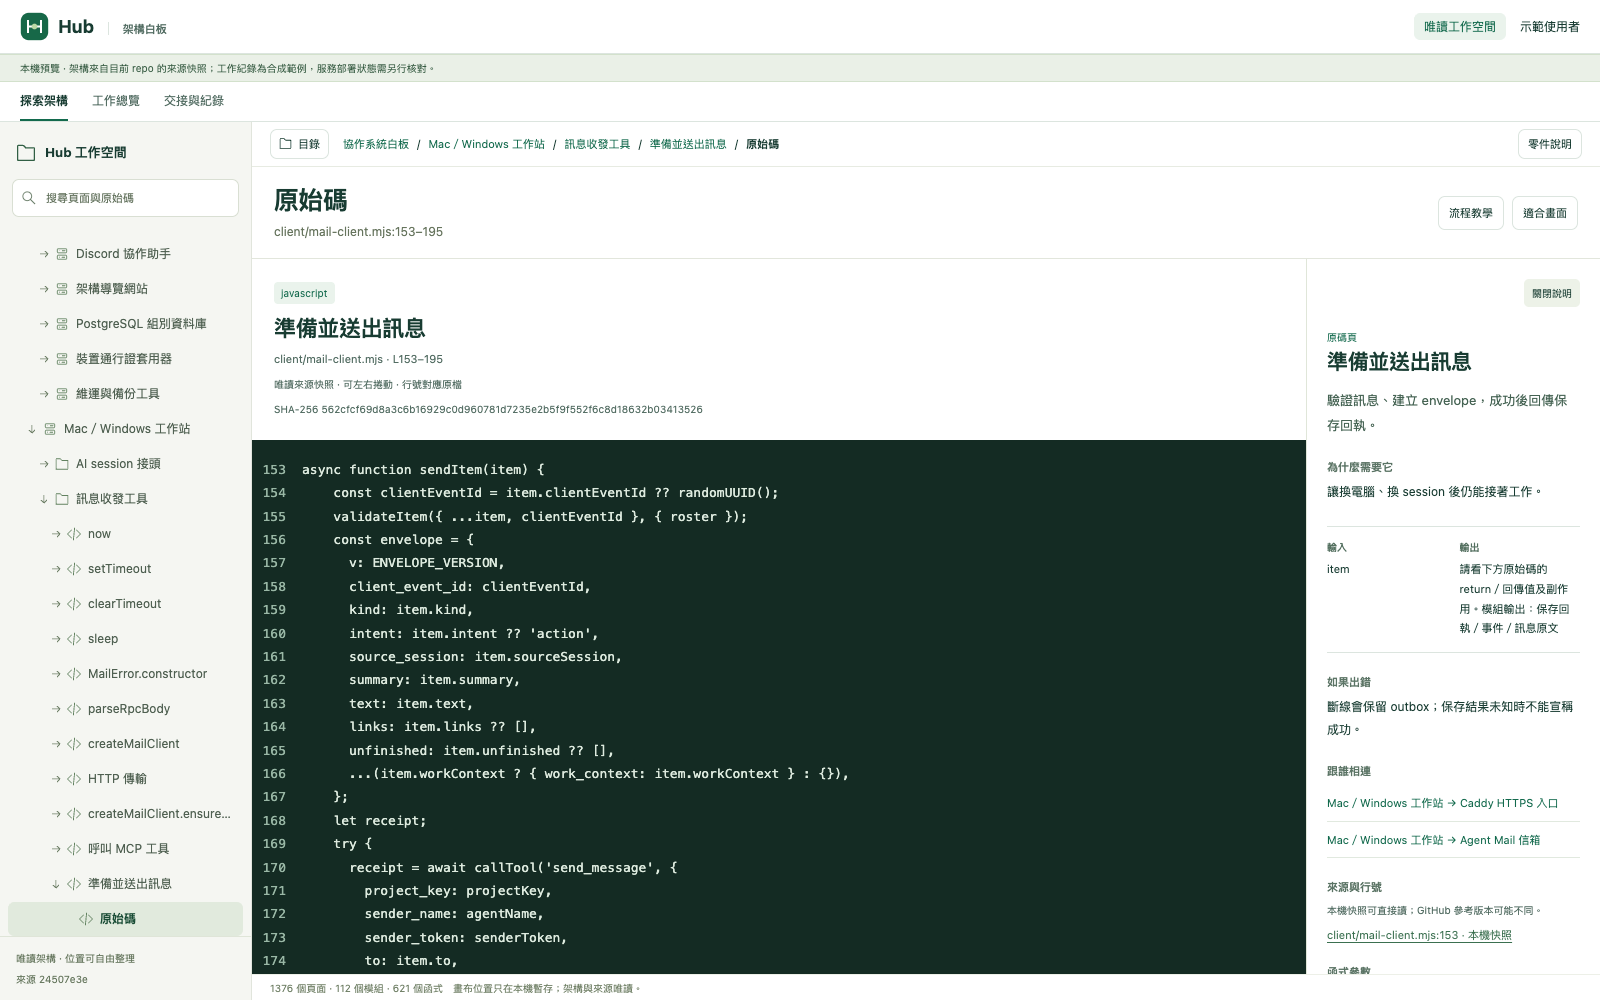 Hub
架構白板
唯讀工作空間
示範使用者
本機預覽 · 架構來自目前 repo 的來源快照；工作紀錄為合成範例，服務部署狀態需另行核對。
探索架構
工作總覽
交接與紀錄
Hub 工作空間
搜尋頁面與原始碼
Discord 協作助手
架構導覽網站
PostgreSQL 組別資料庫
裝置通行證套用器
維運與備份工具
Mac / Windows 工作站
AI session 接頭
訊息收發工具
now
setTimeout
clearTimeout
sleep
MailError.constructor
parseRpcBody
createMailClient
HTTP 傳輸
createMailClient.ensure...
呼叫 MCP 工具
準備並送出訊息
原始碼
唯讀架構 · 位置可自由整理
來源 24507e3e
目錄
協作系統白板 / Mac / Windows 工作站 / 訊息收發工具 / 準備並送出訊息 / 原始碼
零件說明
原始碼
client/mail-client.mjs:153–195
流程教學
適合畫面
javascript
準備並送出訊息
client/mail-client.mjs · L153–195
唯讀來源快照 · 可左右捲動 · 行號對應原檔
SHA-256 562cfcf69d8a3c6b16929c0d960781d7235e2b5f9f552f6c8d18632b03413526
153 async function sendItem(item) {
154 const clientEventId = item.clientEventId ?? randomUUID();
155 validateItem({ ...item, clientEventId }, { roster });
156 const envelope = {
157 v: ENVELOPE_VERSION,
158 client_event_id: clientEventId,
159 kind: item.kind,
160 intent: item.intent ?? 'action',
161 source_session: item.sourceSession,
162 summary: item.summary,
163 text: item.text,
164 links: item.links ?? [],
165 unfinished: item.unfinished ?? [],
166 ...(item.workContext ? { work_context: item.workContext } : {}),
167 };
168 let receipt;
169 try {
170 receipt = await callTool('send_message', {
171 project_key: projectKey,
172 sender_name: agentName,
173 sender_token: senderToken,
174 to: item.to,
1376 個頁面 · 112 個模組 · 621 個函式 畫布位置只在本機暫存；架構與來源唯讀。
關閉說明
原碼頁
準備並送出訊息
驗證訊息、建立 envelope，成功後回傳保
存回執。
為什麼需要它
讓換電腦、換 session 後仍能接著工作。
輸入
item
輸出
請看下方原始碼的
return / 回傳值及副作
用。模組輸出：保存回
執 / 事件 / 訊息原文
如果出錯
斷線會保留 outbox；保存結果未知時不能宣稱
成功。
跟誰相連
Mac / Windows 工作站 → Caddy HTTPS 入口
Mac / Windows 工作站 → Agent Mail 信箱
來源與行號
本機快照可直接讀；GitHub 參考版本可能不同。
client/mail-client.mjs:153 · 本機快照
函式參數